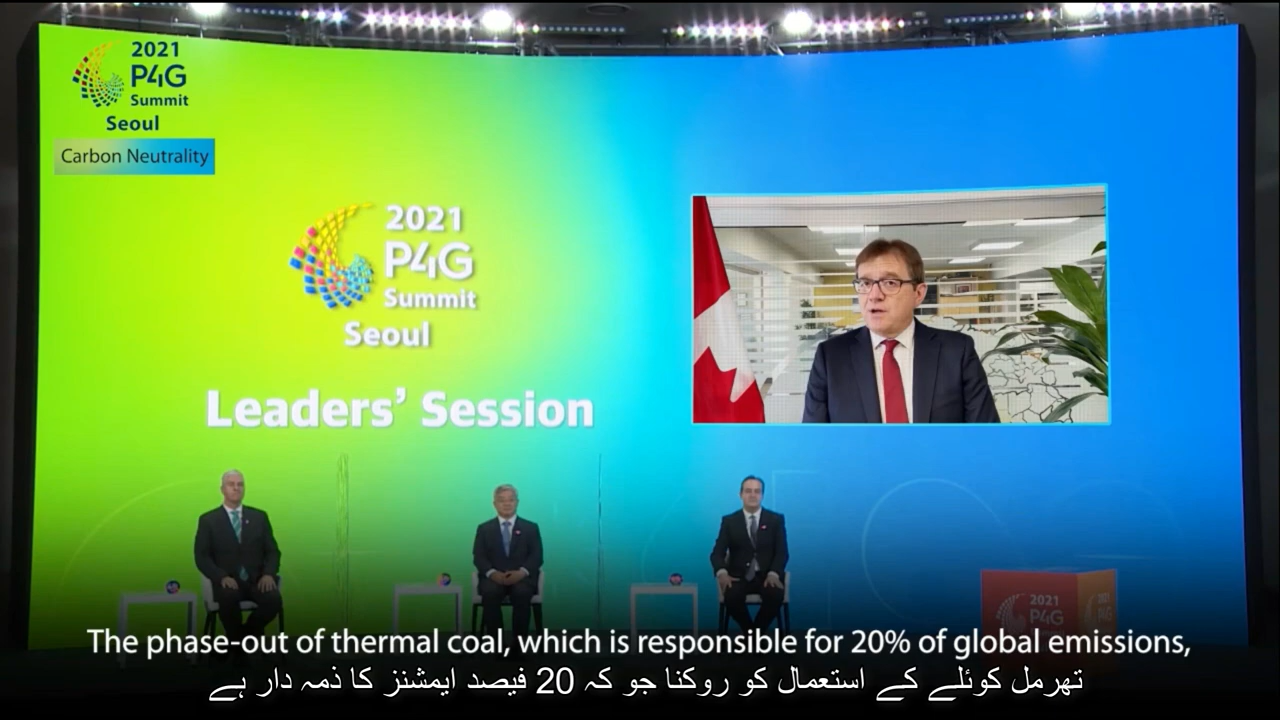 2021
P4G
Summit
Seoul
Carbon Neutrality
2021
P4G
Summit
Seoul
Leaders' Session
2021
P4G
The phase-out of thermal coal, which is responsible for 20% of global emissions,
تھرمل کوئلے کے استعمال کو روکنا جو کہ 20 فیصد ایمشنز کا ذمہ دار ہے